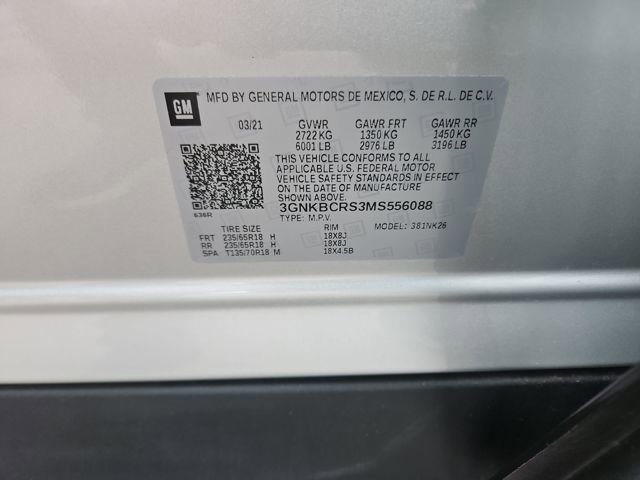 GM MFD BY GENERAL MOTORS DE MEXICO, S. DE R.L. DE C.V.
03/21 GVWR GAWR FRT GAWR RR
2722 KG 1350 KG 1450 KG
6001 LB 2976 LB 3196 LB
THIS VEHICLE CONFORMS TO ALL
APPLICABLE U.S. FEDERAL MOTOR
VEHICLE SAFETY STANDARDS IN EFFECT
ON THE DATE OF MANUFACTURE
SHOWN ABOVE.
3GNKBCRS3MS556088
636R TYPE: M.P.V.
TIRE SIZE RIM MODEL: 381NK26
FRT 235/65R18 H 18X8J
RR 235/65R18 H 18X8J
SPA T135/70R18 M 18X4.5B